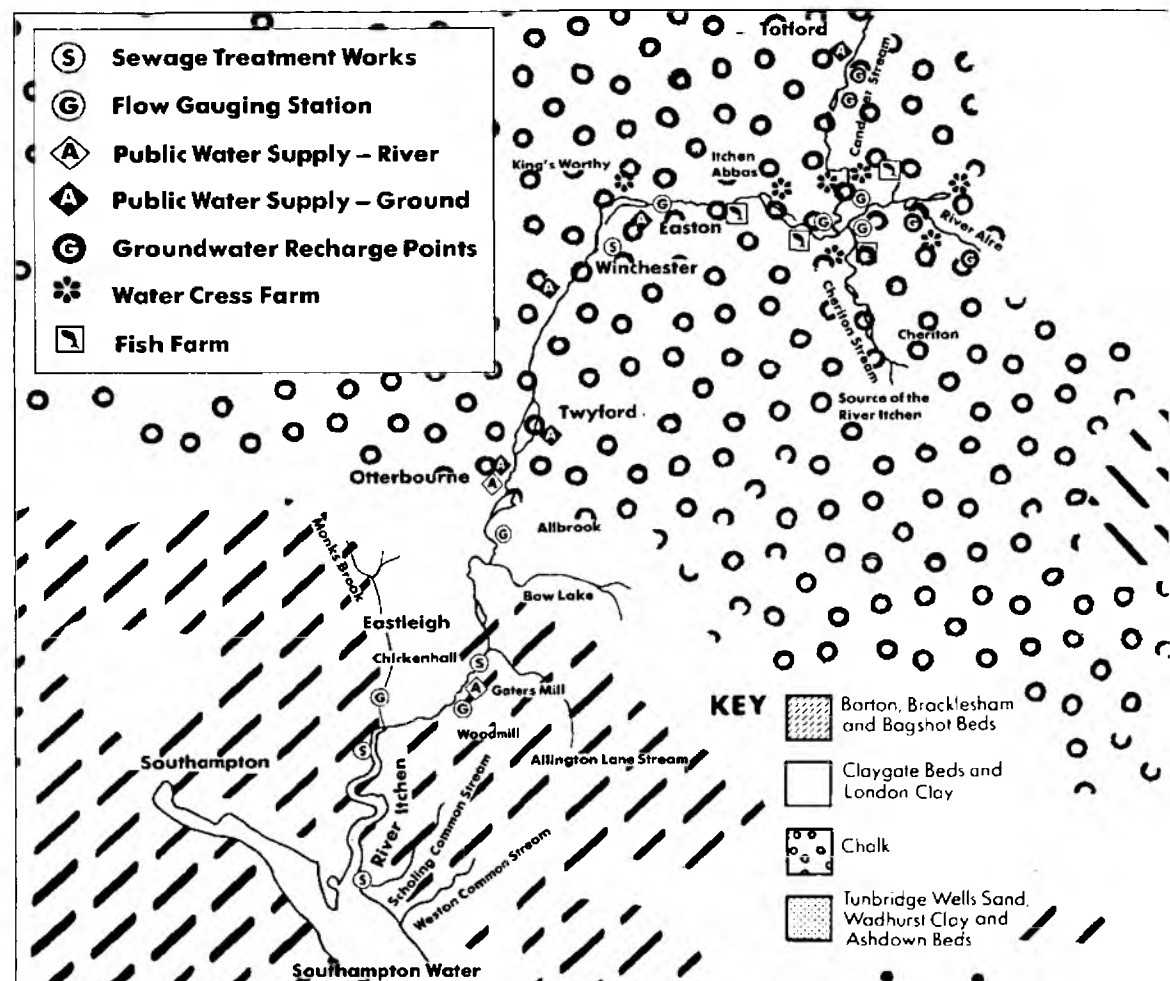 S Sewage Treatment Works
G Flow Gauging Station
A Public Water Supply – River
A Public Water Supply – Ground
G Groundwater Recharge Points
Water Cress Farm
Fish Farm
Totford
Candover Stream
King's Worthy
Itchen
Abbas
Easton
River Alre
Winchester
Cheriton Stream
Cheriton
Source of the
River Itchen
Twyford
Otterbourne
Allbrook
Monks Brook
Bow Lake
Eastleigh
Chickenhall
Gaters Mill
Woodmill
Allington Lane Stream
Southampton
River Itchen
Scholing Common Stream
Weston Common Stream
Southampton Water
KEY
Barton, Bracklesham
and Bagshot Beds
Claygate Beds and
London Clay
Chalk
Tunbridge Wells Sand,
Wadhurst Clay and
Ashdown Beds